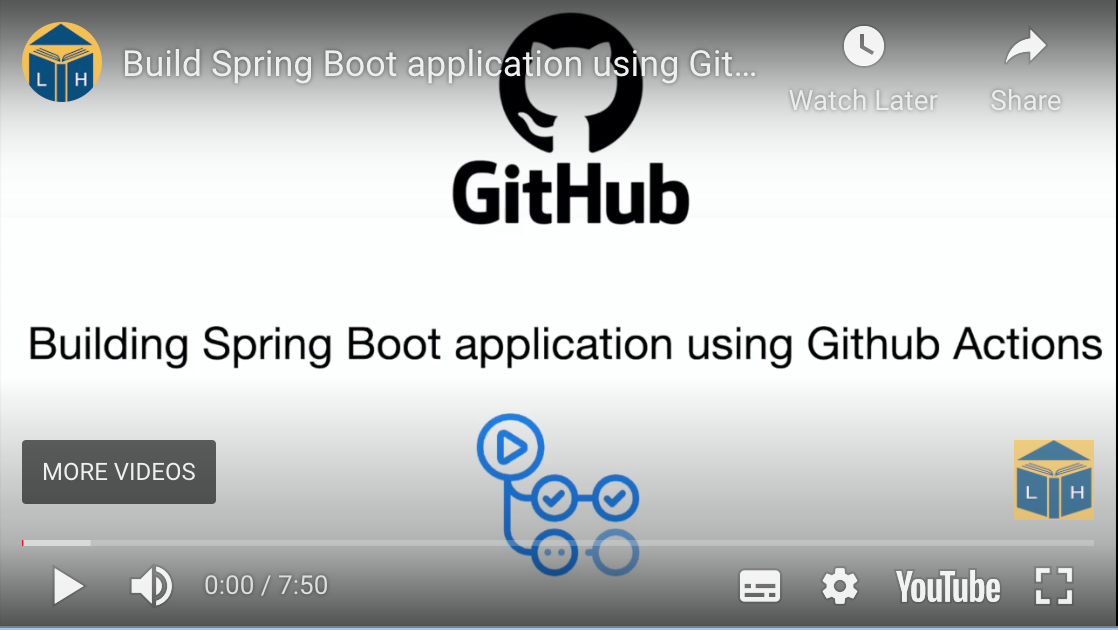 L H
Build Spring Boot application using Git...
Watch Later
Share
GitHub
Building Spring Boot application using Github Actions
MORE VIDEOS
L H
0:00 / 7:50
YouTube